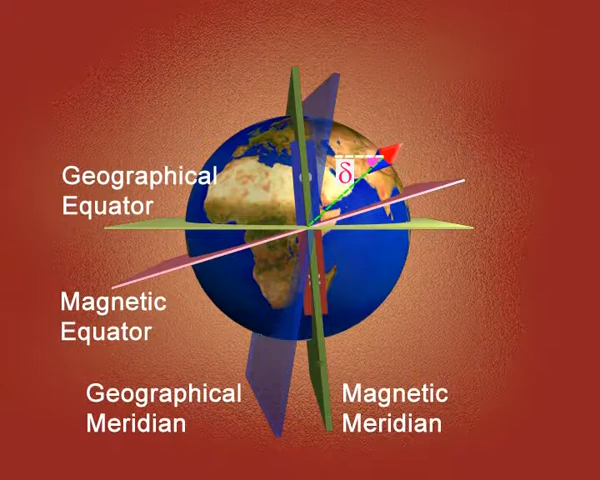 Geographical
Equator
δ
Magnetic
Equator
Geographical
Meridian
Magnetic
Meridian